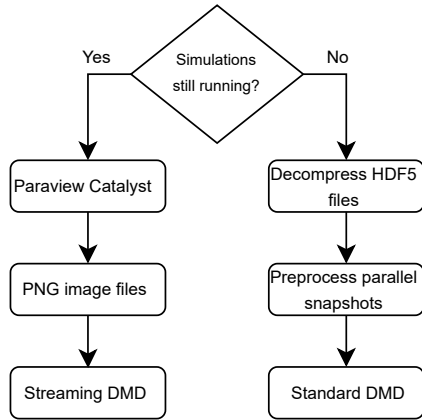 Simulations
still running?
Yes
No
Paraview Catalyst
Decompress HDF5
files
PNG image files
Preprocess parallel
snapshots
Streaming DMD
Standard DMD